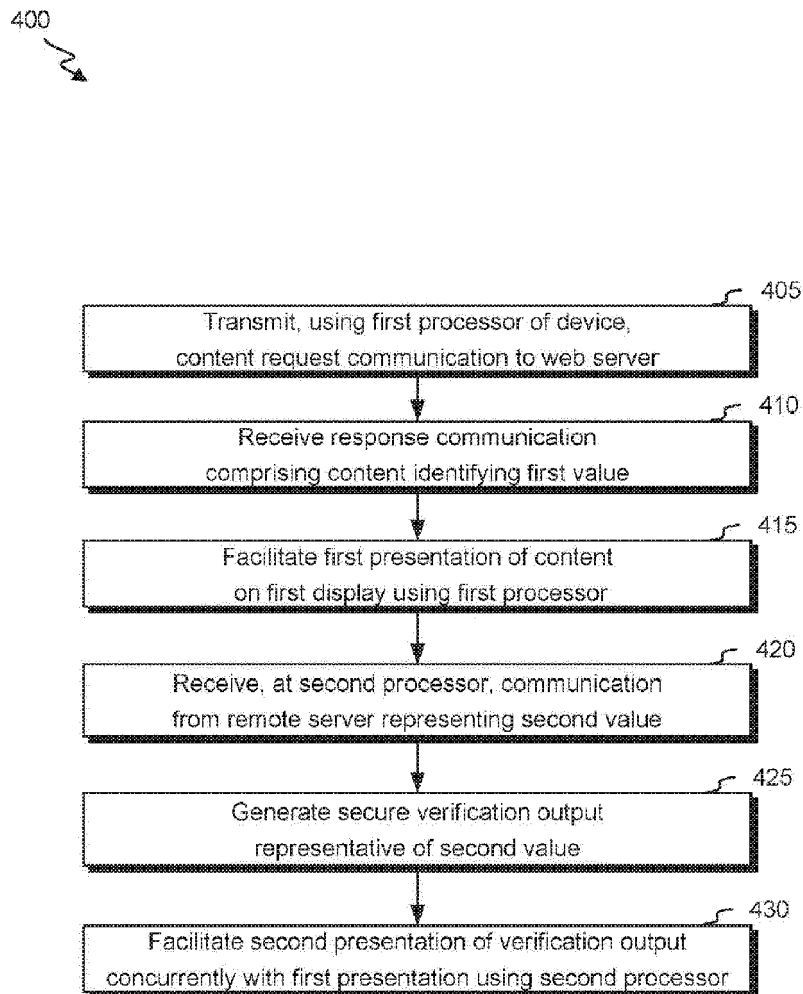 400
405
Transmit, using first processor of device,
content request communication to web server
410
Receive response communication
comprising content identifying first value
415
Facilitate first presentation of content
on first display using first processor
420
Receive, at second processor, communication
from remote server representing second value
425
Generate secure verification output
representative of second value
430
Facilitate second presentation of verification output
concurrently with first presentation using second processor